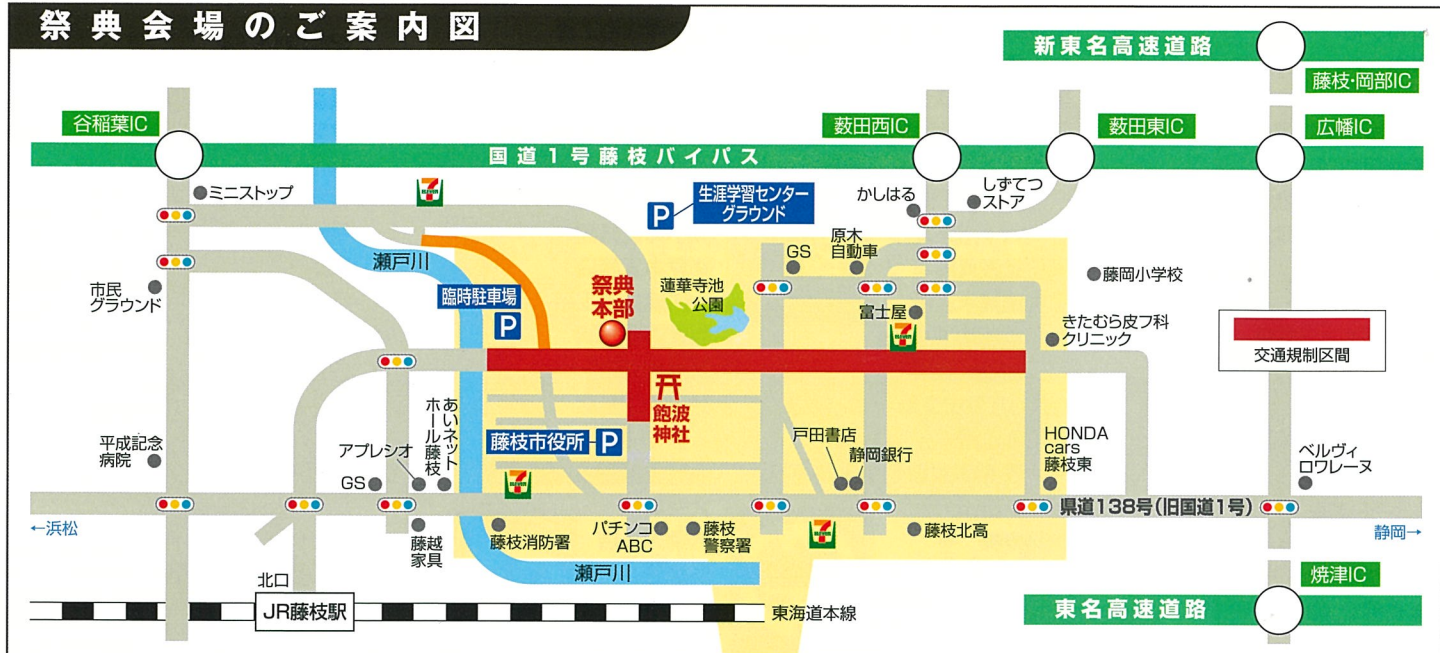 祭典会場のご案内図
新東名高速道路
藤枝・岡部IC
谷稲葉IC
薮田西IC
薮田東IC
広幡IC
国道1号藤枝バイパス
ミニストップ
7
ELEVEN
P
生涯学習センター
グラウンド
かしはる
しずてつ
ストア
瀬戸川
GS
原木
自動車
市民
グラウンド
臨時駐車場
P
祭典
本部
蓮華寺池
公園
藤岡小学校
富士屋
7
ELEVEN
きたむら皮フ科
クリニック
交通規制区間
飽波
神社
あいネット
ホール藤枝
平成記念
病院
アプレシオ
藤枝市役所
P
戸田書店
静岡銀行
HONDA
cars
藤枝東
ベルヴィ
ロワレーヌ
GS
7
ELEVEN
県道138号(旧国道1号)
←浜松
藤越
家具
藤枝消防署
パチンコ
ABC
藤枝
警察署
7
ELEVEN
藤枝北高
静岡→
瀬戸川
北口
JR藤枝駅
東海道本線
焼津IC
東名高速道路